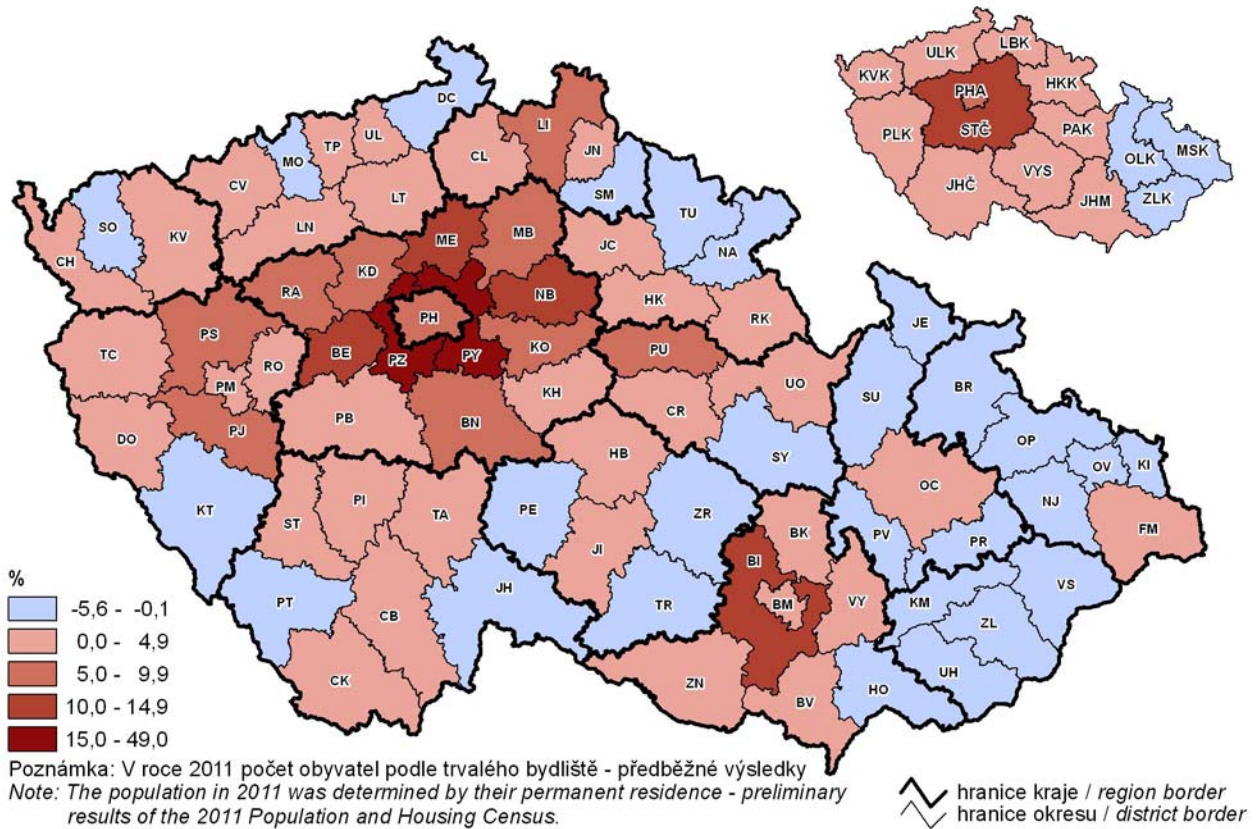 DC
LI
UL
TP
MO
CL
JN
CV
LT
SM
SO
KV
LN
TU
CH
ME
MB
JC
NA
KD
RA
NB
HK
PH
RK
PS
TC
BE
PZ
PY
KO
PU
RO
PM
UO
KH
JE
PB
BN
CR
SU
BR
DO
PJ
HB
SY
OP
KT
PI
OV
KI
ST
TA
PE
ZR
OC
NJ
FM
JI
BK
PV
PR
BI
PT
JH
TR
BM
VY
KM
VS
CB
ZL
CK
ZN
BV
HO
UH
LBK
ULK
KVK
HKK
PHA
STČ
PLK
PAK
MSK
OLK
VYS
JHČ
JHM
ZLK
%
-5,6 - -0,1
0,0 - 4,9
5,0 - 9,9
10,0 - 14,9
15,0 - 49,0
Poznámka: V roce 2011 počet obyvatel podle trvalého bydliště - předběžné výsledky
Note: The population in 2011 was determined by their permanent residence - preliminary
results of the 2011 Population and Housing Census.
hranice kraje / region border
hranice okresu / district border